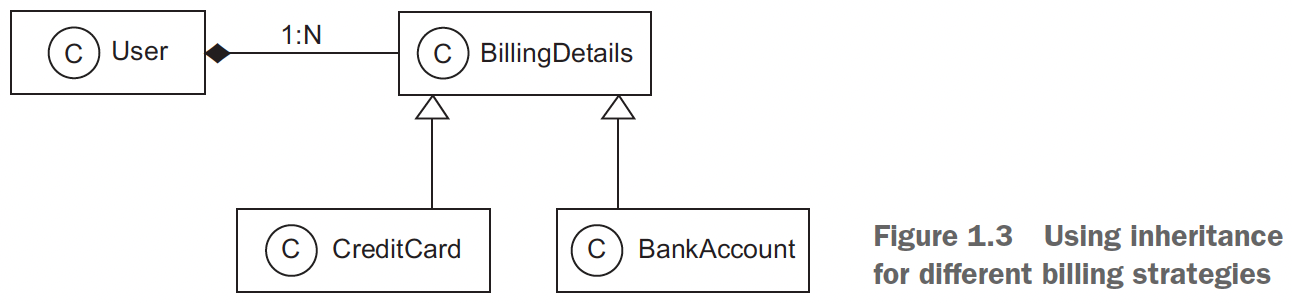 C User
1:N
C BillingDetails
C CreditCard
C BankAccount
Figure 1.3 Using inheritance
for different billing strategies